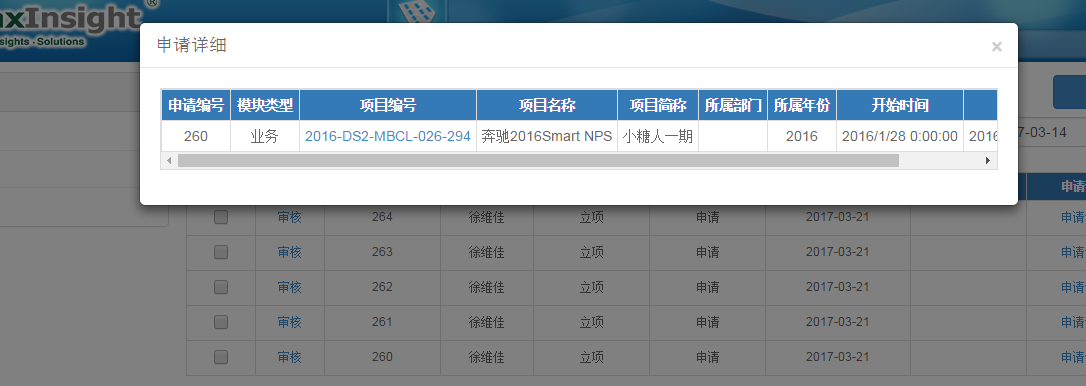 axInsight®
sights · Solutions
申请详细
×
申请编号 模块类型 项目编号 项目名称 项目简称 所属部门 所属年份 开始时间
260 业务 2016-DS2-MBCL-026-294 奔驰2016Smart NPS 小糖人一期 2016 2016/1/28 0:00:00 2016
7-03-14
申请
审核 264 徐维佳 立项 申请 2017-03-21 申请
审核 263 徐维佳 立项 申请 2017-03-21 申请
审核 262 徐维佳 立项 申请 2017-03-21 申请
审核 261 徐维佳 立项 申请 2017-03-21 申请
审核 260 徐维佳 立项 申请 2017-03-21 申请